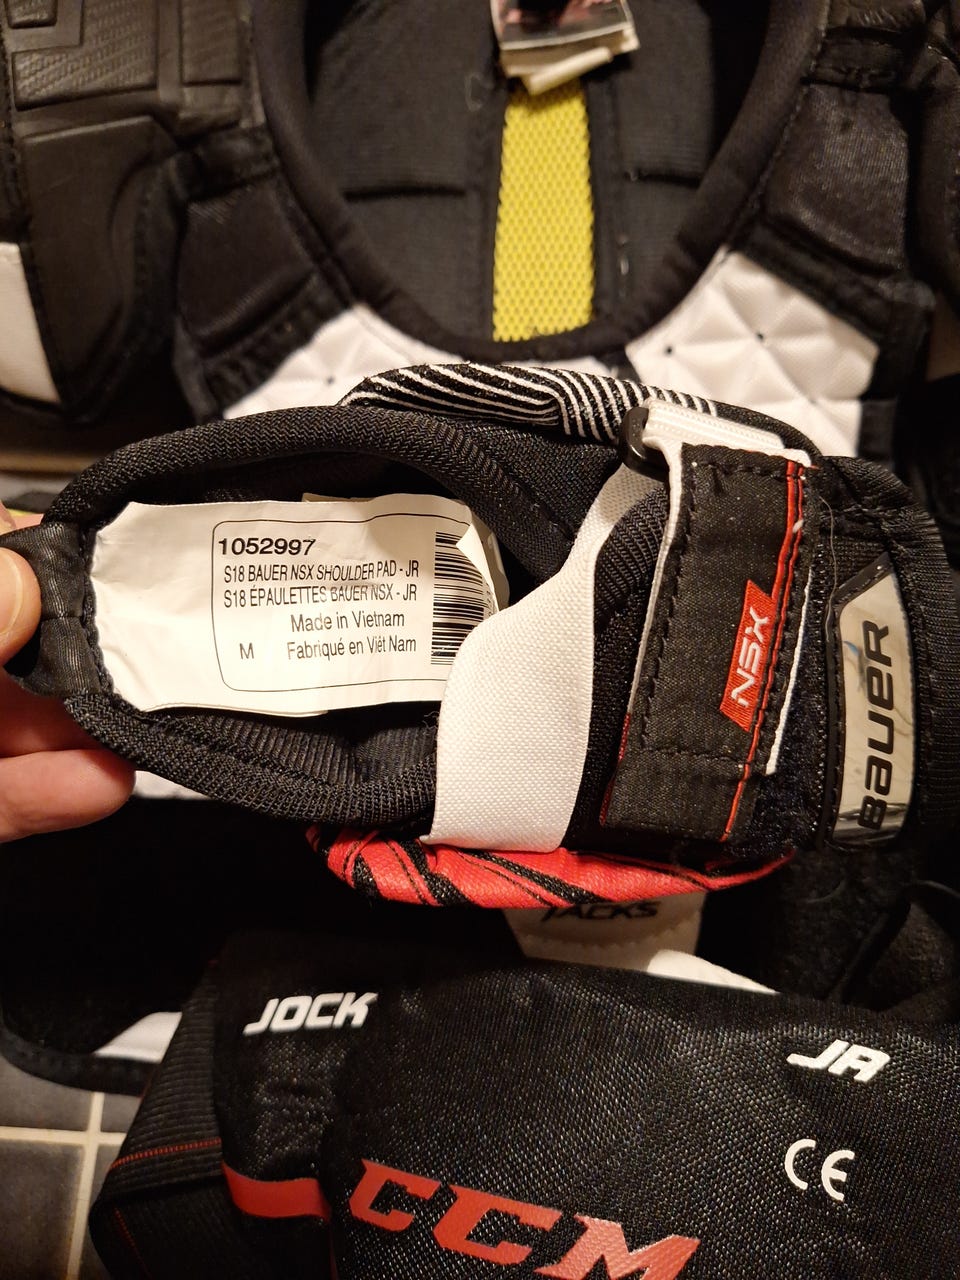 1052997
S18 BAUER NSX SHOULDER PAD - JR
S18 ÉPAULETTES BAUER NSX - JR
Made in Vietnam
M Fabriqué en Việt Nam
NSX
BAUER
JACKS
JOCK
JR
CE
CCM